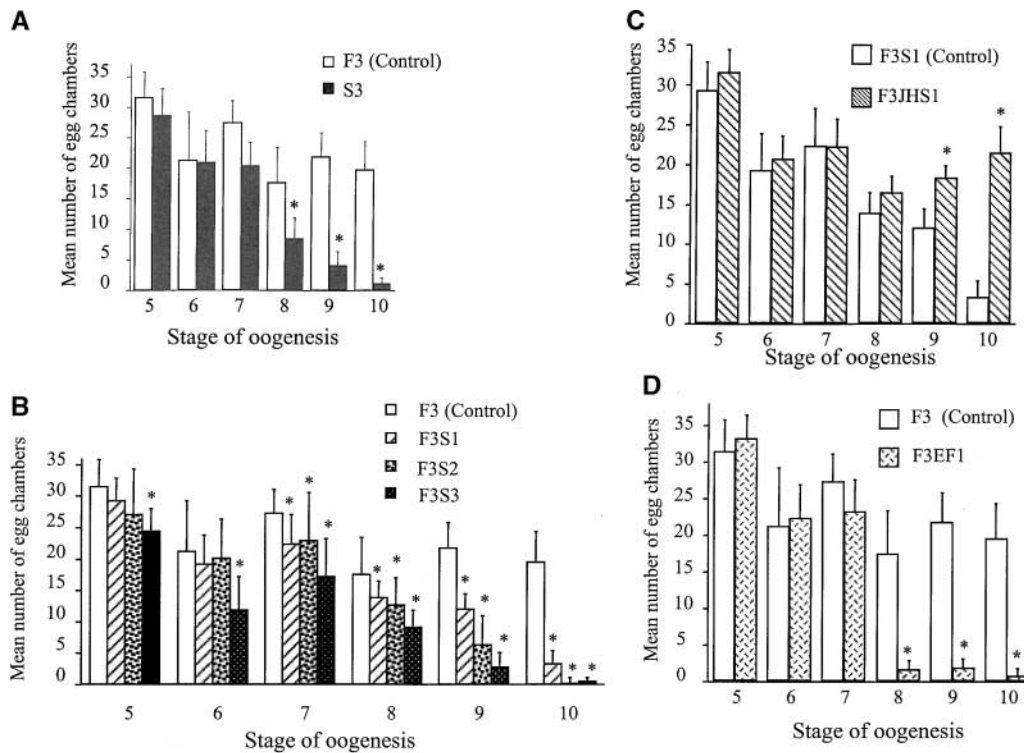 A
F3 (Control)
S3
Mean number of egg chambers
35
30
25
20
15
10
5
0
*
*
*
5 6 7 8 9 10
Stage of oogenesis
B
F3 (Control)
F3S1
F3S2
F3S3
Mean number of egg chambers
35
30
25
20
15
10
5
0
*
*
* * *
* * *
* * *
* * *
5 6 7 8 9 10
Stage of oogenesis
C
F3S1 (Control)
F3JHS1
Mean number of egg chambers
35
30
25
20
15
10
5
0
*
*
5 6 7 8 9 10
Stage of oogenesis
D
F3 (Control)
F3EF1
Mean number of egg chambers
35
30
25
20
15
10
5
0
*
*
*
5 6 7 8 9 10
Stage of oogenesis